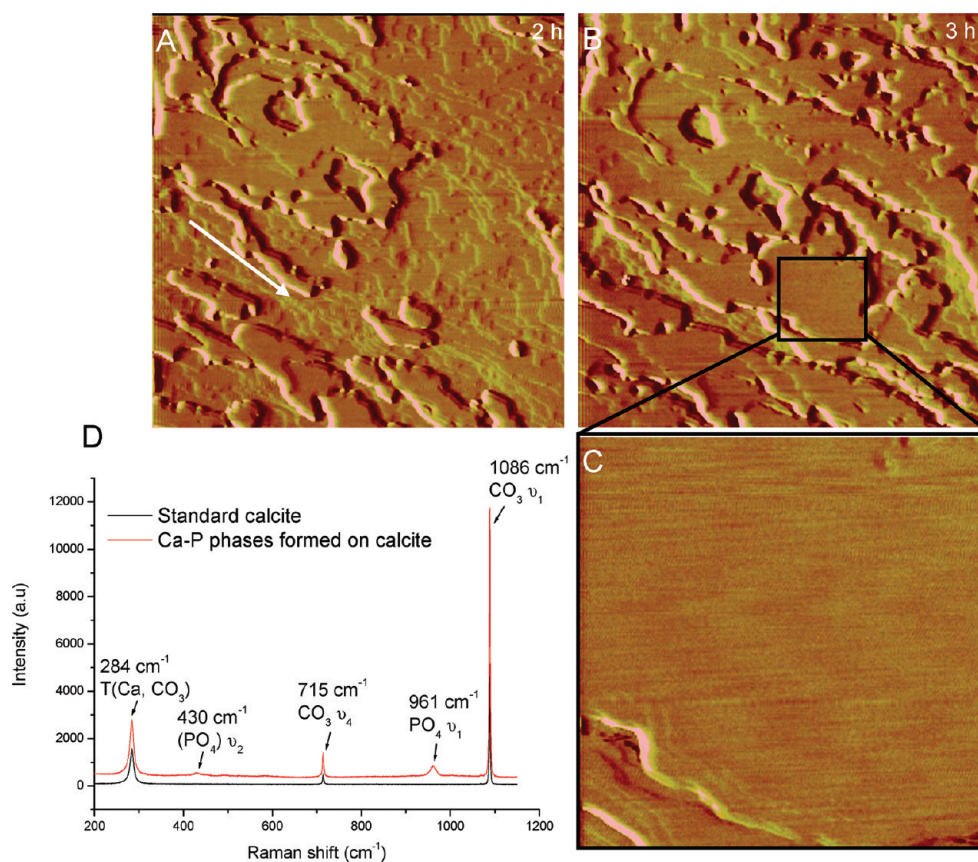 A
2 h
B
3 h
C
D
1086 cm⁻¹
CO₃ υ₁
Standard calcite
Ca-P phases formed on calcite
284 cm⁻¹
T(Ca, CO₃)
430 cm⁻¹
(PO₄) υ₂
715 cm⁻¹
CO₃ υ₄
961 cm⁻¹
PO₄ υ₁
Intensity (a.u)
12000
10000
8000
6000
4000
2000
0
200
400
600
800
1000
1200
Raman shift (cm⁻¹)